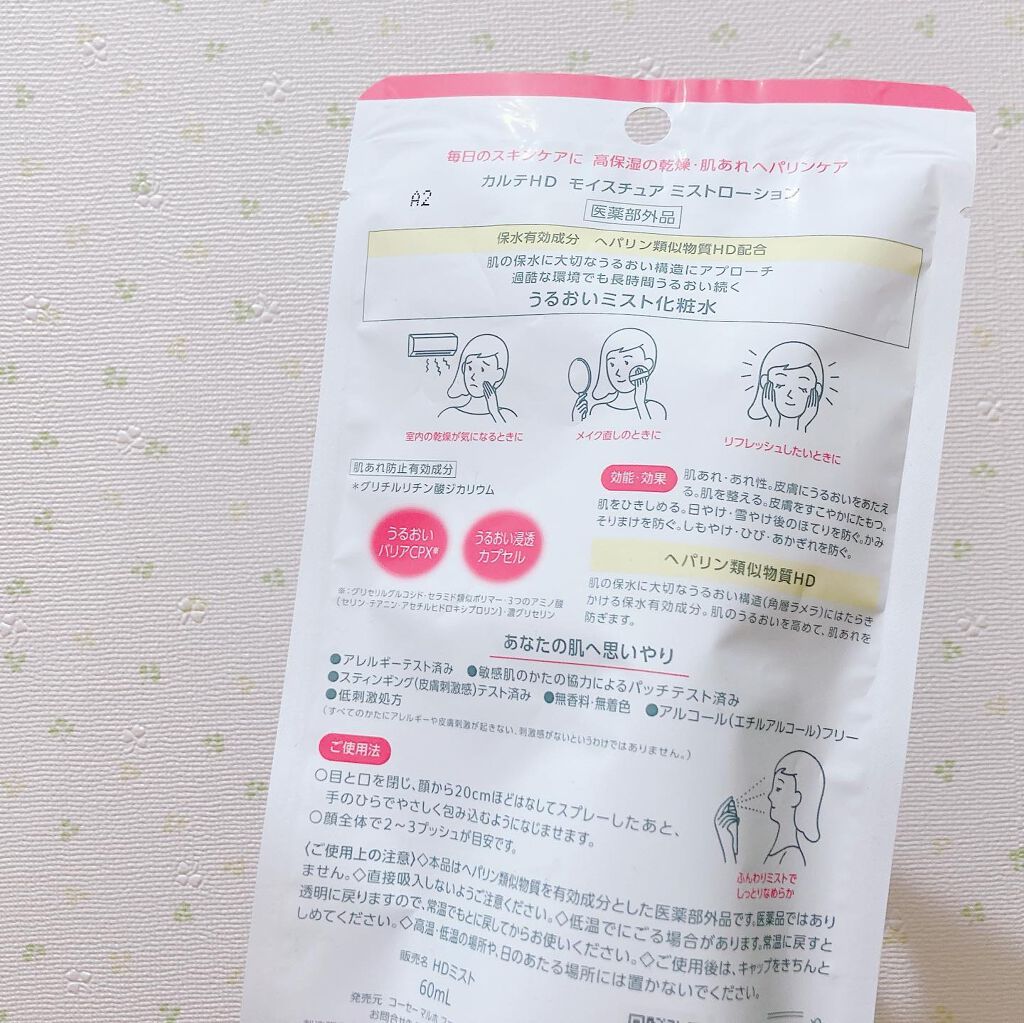 毎日のスキンケアに 高保湿の乾燥・肌あれヘパリンケア
カルテHD モイスチュア ミストローション
A2
医薬部外品
保水有効成分 ヘパリン類似物質HD配合
肌の保水に大切なうるおい構造にアプローチ
過酷な環境でも長時間うるおい続く
うるおいミスト化粧水
室内の乾燥が気になるときに
メイク直しのときに
リフレッシュしたいときに
肌あれ防止有効成分
*グリチルリチン酸ジカリウム
うるおい
バリアCPX*
うるおい浸透
カプセル
※:グリセリルグルコシド・セラミド類似ポリマー・3つのアミノ酸
(セリン・テアニン・アセチルヒドロキシプロリン)・濃グリセリン
効能・効果
肌あれ・あれ性。皮膚にうるおいをあたえ
る。肌を整える。皮膚をすこやかにたもつ。
肌をひきしめる。日やけ・雪やけ後のほてりを防ぐ。かみ
そりまけを防ぐ。しもやけ・ひび・あかぎれを防ぐ。
ヘパリン類似物質HD
肌の保水に大切なうるおい構造(角層ラメラ)にはたらき
かける保水有効成分。肌のうるおいを高めて、肌あれを
防ぎます。
あなたの肌へ思いやり
●アレルギーテスト済み ●敏感肌のかたの協力によるパッチテスト済み
●スティンギング(皮膚刺激感)テスト済み ●無香料・無着色 ●アルコール(エチルアルコール)フリー
●低刺激処方
(すべてのかたにアレルギーや皮膚刺激が起きない、刺激感がないというわけではありません。)
ご使用法
○目と口を閉じ、顔から20cmほどはなしてスプレーしたあと、
手のひらでやさしく包み込むようになじませます。
○顔全体で2～3プッシュが目安です。
ふんわりミストで
しっとりなめらか
〈ご使用上の注意〉◇本品はヘパリン類似物質を有効成分とした医薬部外品です。医薬品ではあり
ません。◇直接吸入しないようご注意ください。◇低温でにごる場合があります。常温に戻すと
透明に戻りますので、常温でもとに戻してからお使いください。◇ご使用後は、キャップをきちんと
しめてください。◇高温・低温の場所や、日のあたる場所には置かないでください。
販売名 HDミスト
60mL
発売元 コーセーマルホ
お問合せ